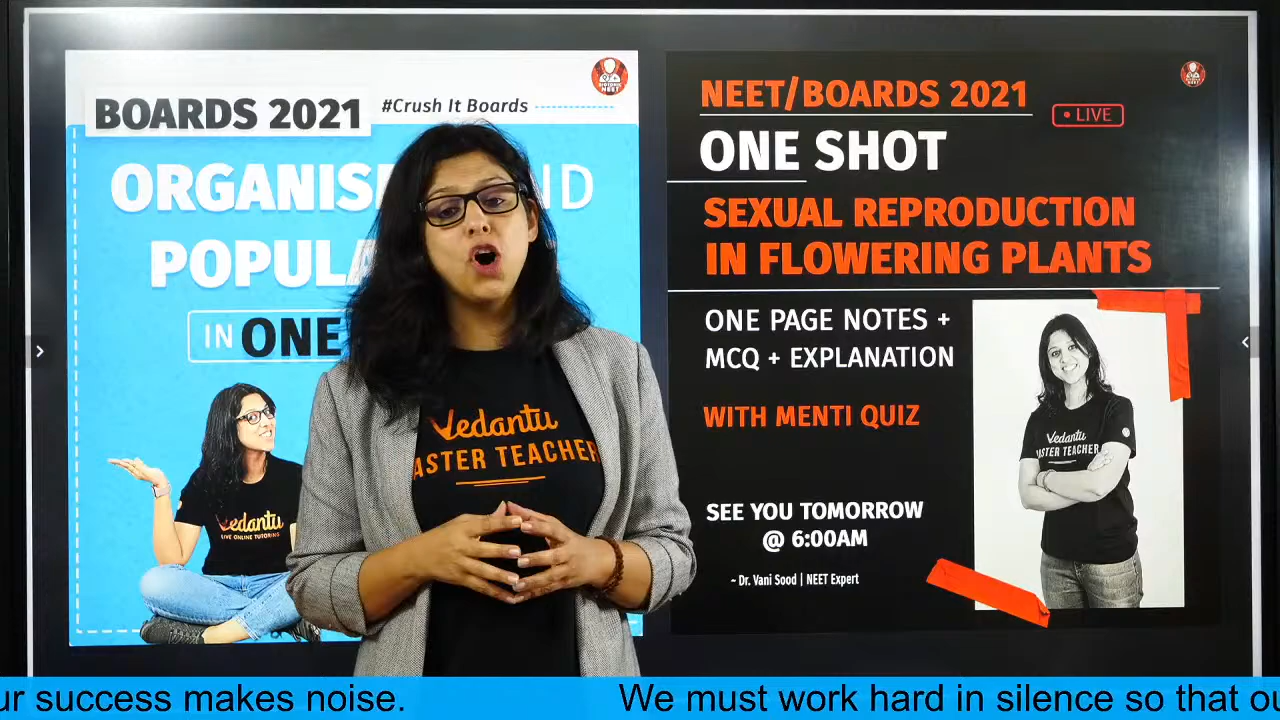 BOARDS 2021
#Crush It Boards
ORGANIS ND
POPULA
IN ONE
Vedantu
LIVE ONLINE TUTORING
Vedantu
ASTER TEACHER
NEET/BOARDS 2021
• LIVE
ONE SHOT
SEXUAL REPRODUCTION
IN FLOWERING PLANTS
ONE PAGE NOTES +
MCQ + EXPLANATION
WITH MENTI QUIZ
SEE YOU TOMORROW
@ 6:00AM
~ Dr. Vani Sood | NEET Expert
Vedantu
MASTER TEACHER
ur success makes noise. We must work hard in silence so that ou